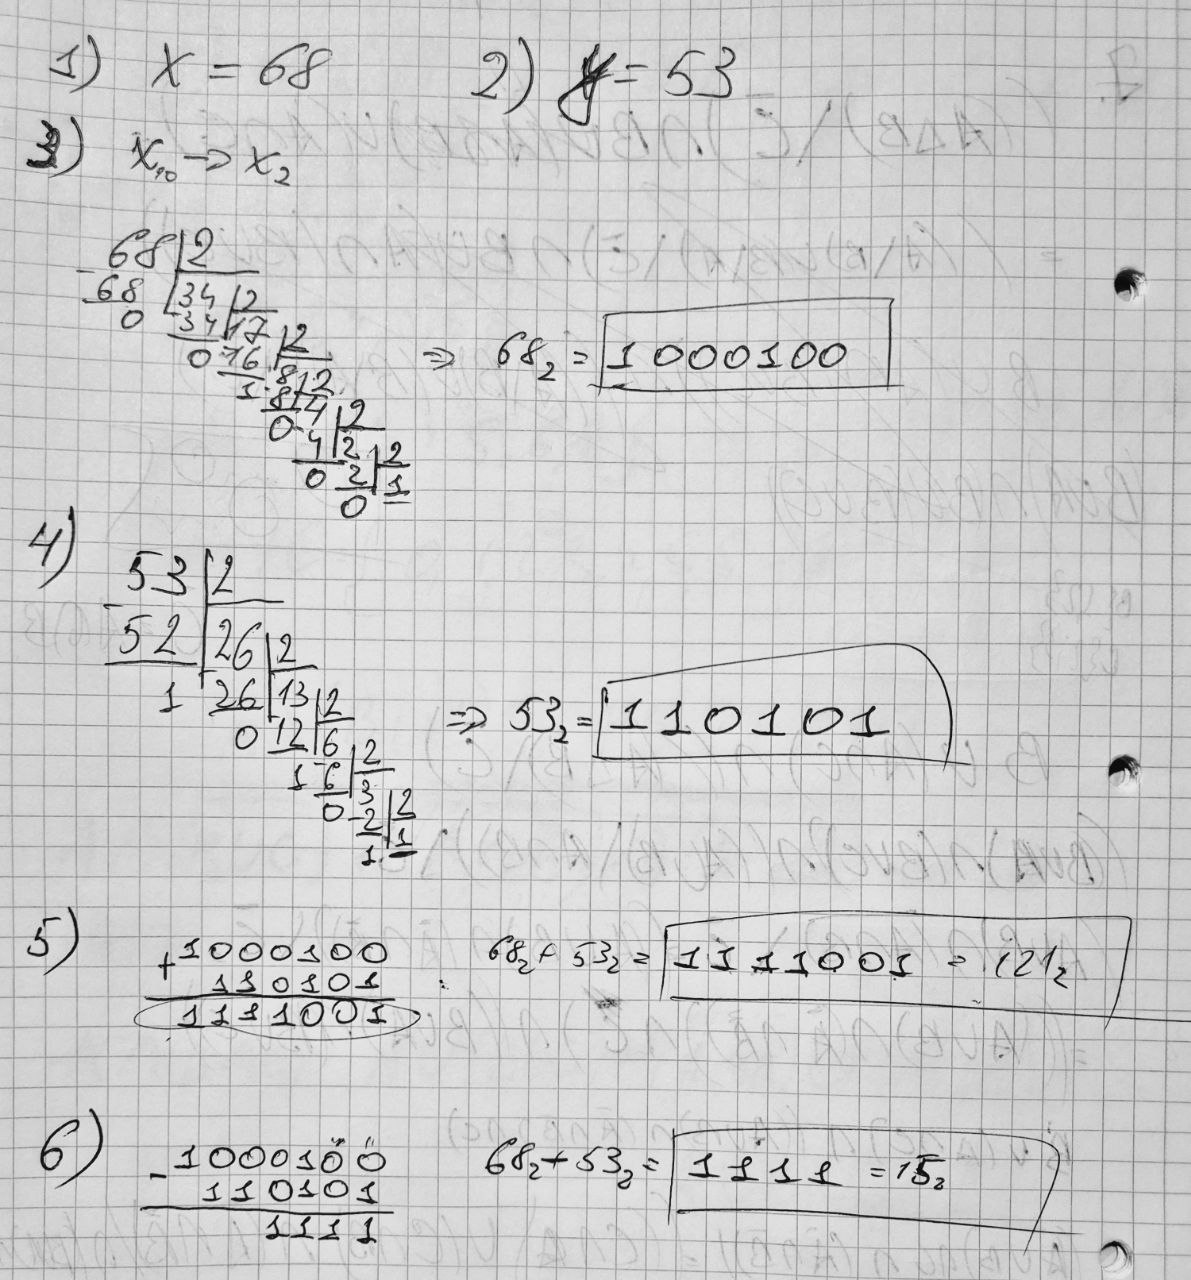 1) x = 68 2) y = 53
3) x₁₀ -> x₂
68 | 2
- 68 | 34 | 2
0 34 | 17 | 2
0 16 | 8 | 2
1 8 | 4 | 2
0 4 | 2 | 2
0 2 | 1
0
=> 68₂ = 1000100
4)
53 | 2
- 52 | 26 | 2
1 26 | 13 | 2
0 12 | 6 | 2
1 6 | 3 | 2
0 2 | 1
1
=> 53₂ = 110101
5)
+ 1000100
110101
1111001
68₂ + 53₂ = 1111001 = 121₂
6)
- 1000100
110101
1111
68₂ + 53₂ = 1111 = 15₂